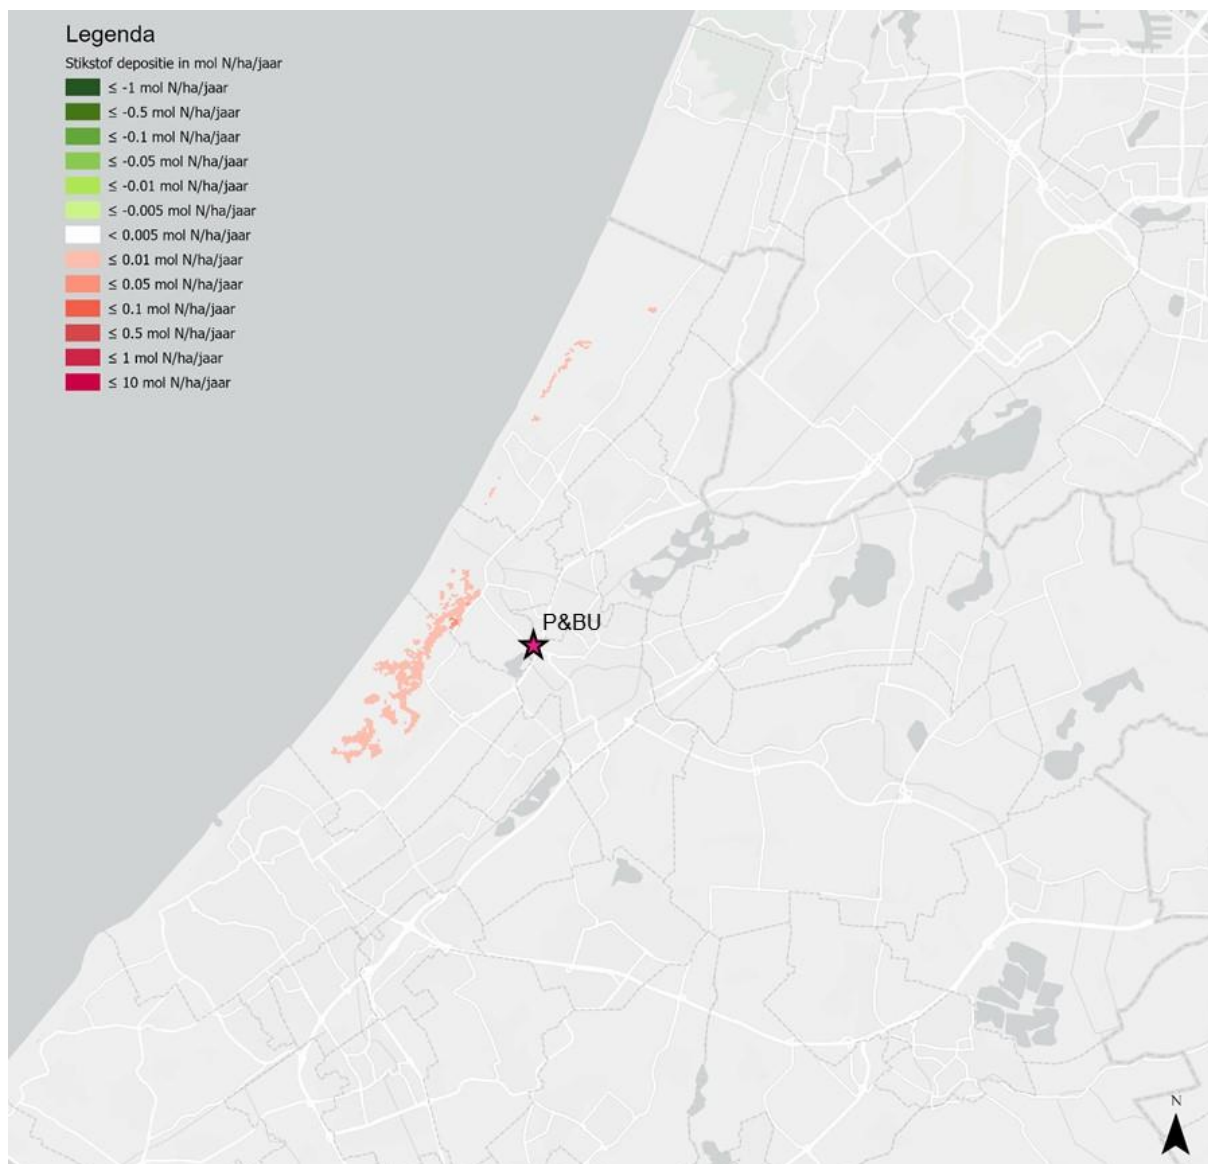 Legenda
Stikstof depositie in mol N/ha/jaar
≤ -1 mol N/ha/jaar
≤ -0.5 mol N/ha/jaar
≤ -0.1 mol N/ha/jaar
≤ -0.05 mol N/ha/jaar
≤ -0.01 mol N/ha/jaar
≤ -0.005 mol N/ha/jaar
< 0.005 mol N/ha/jaar
≤ 0.01 mol N/ha/jaar
≤ 0.05 mol N/ha/jaar
≤ 0.1 mol N/ha/jaar
≤ 0.5 mol N/ha/jaar
≤ 1 mol N/ha/jaar
≤ 10 mol N/ha/jaar
P&BU
N